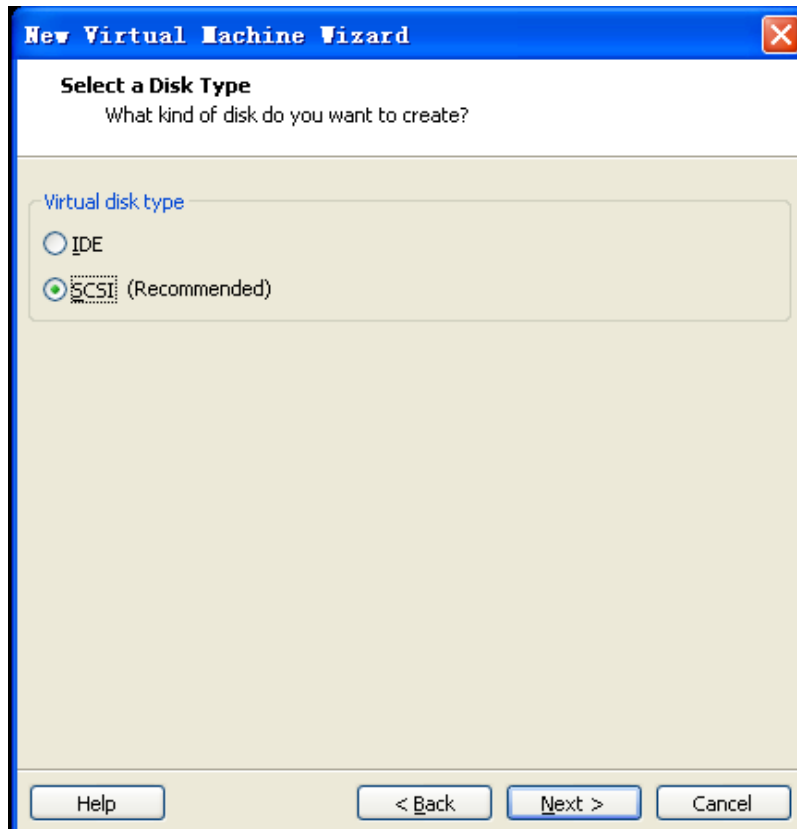 New Virtual Machine Wizard
Select a Disk Type
What kind of disk do you want to create?
Virtual disk type
IDE
SCSI (Recommended)
Help < Back Next > Cancel